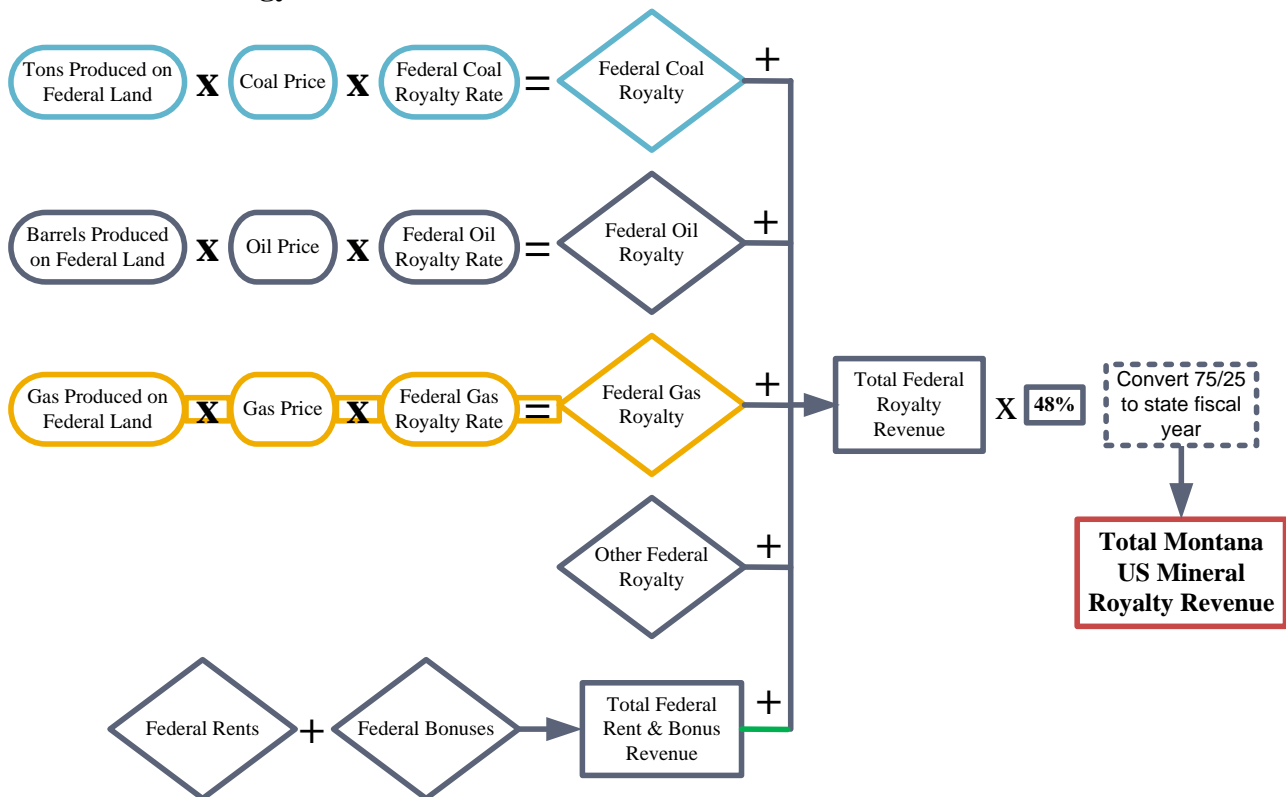 Tons Produced on
Federal Land
x
Coal Price
x
Federal Coal
Royalty Rate
=
Federal Coal
Royalty
+
Barrels Produced
on Federal Land
x
Oil Price
x
Federal Oil
Royalty Rate
=
Federal Oil
Royalty
+
Gas Produced on
Federal Land
x
Gas Price
x
Federal Gas
Royalty Rate
=
Federal Gas
Royalty
+
Total Federal
Royalty
Revenue
X
48%
Convert 75/25
to state fiscal
year
Other Federal
Royalty
+
Total Montana
US Mineral
Royalty Revenue
Federal Rents
+
Federal Bonuses
Total Federal
Rent & Bonus
Revenue
+